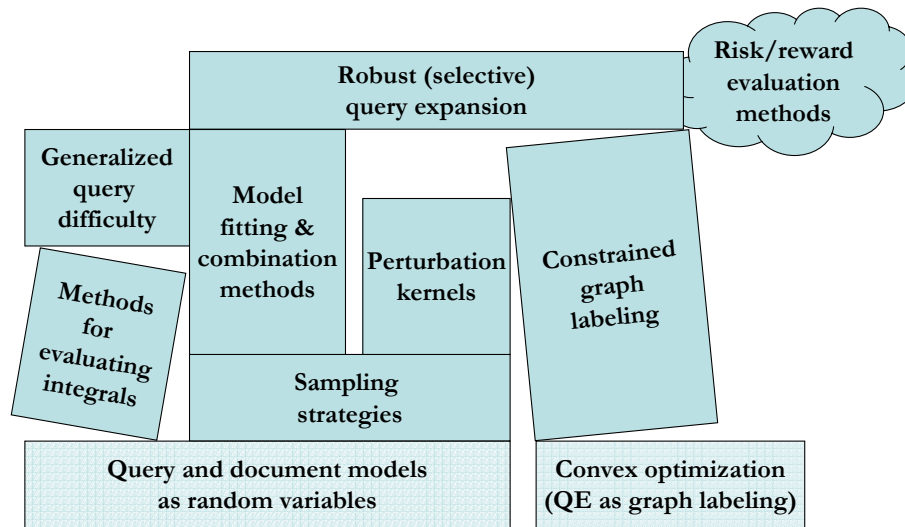 Risk/reward
evaluation
methods
Robust (selective)
query expansion
Generalized
query
difficulty
Model
fitting &
combination
methods
Perturbation
kernels
Constrained
graph
labeling
Methods
for
evaluating
integrals
Sampling
strategies
Query and document models
as random variables
Convex optimization
(QE as graph labeling)